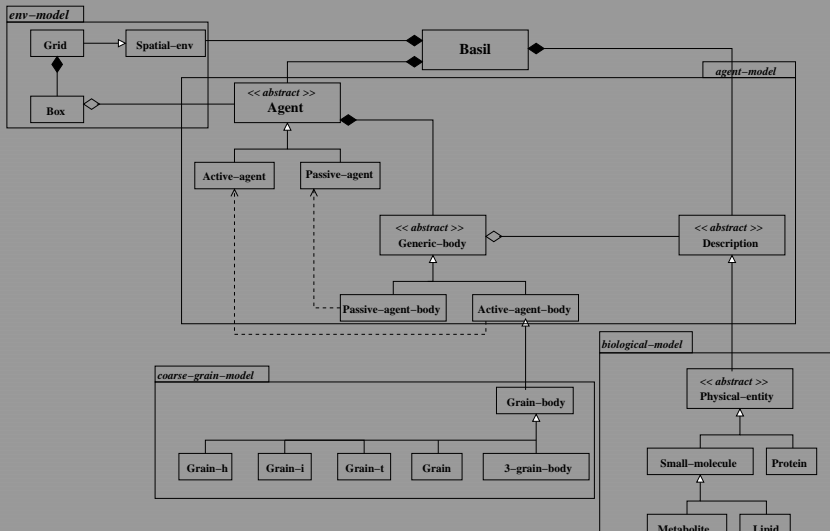 env–model
Grid
Spatial–env
Basil
agent–model
<< abstract >>
Agent
Box
Active–agent
Passive–agent
<< abstract >>
Generic–body
<< abstract >>
Description
Passive–agent–body
Active–agent–body
biological–model
coarse–grain–model
<< abstract >>
Physical–entity
Grain–body
Grain–h
Grain–i
Grain–t
Grain
3–grain–body
Small–molecule
Protein
Metabolite
Lipid